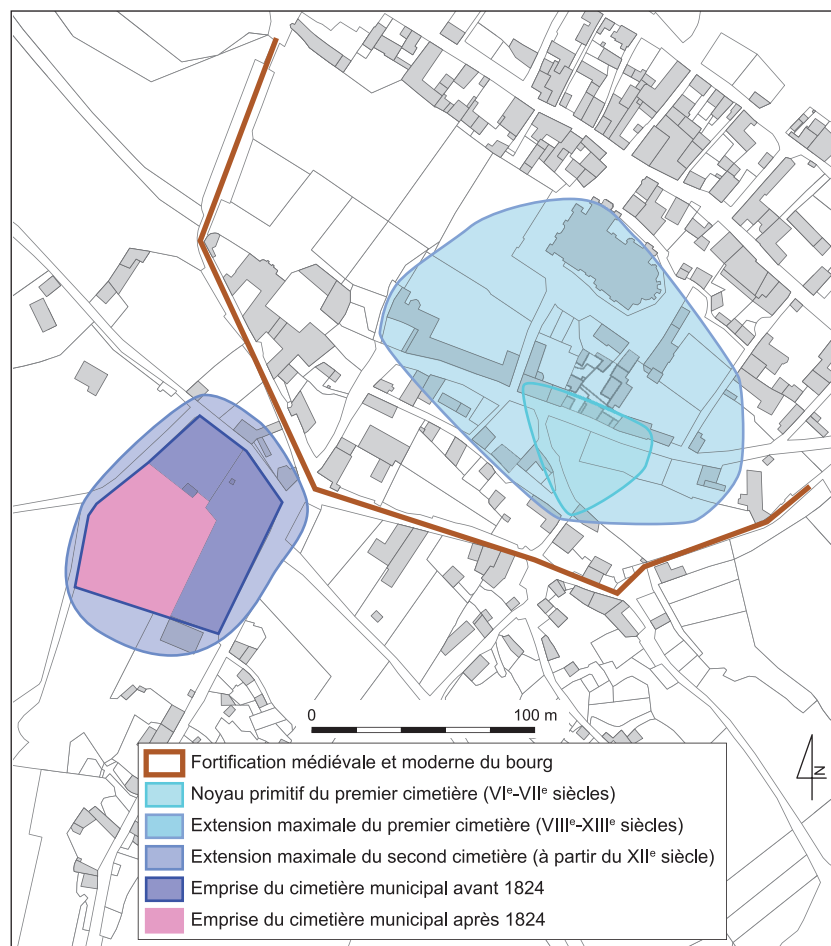 0
100 m
Fortification médiévale et moderne du bourg
Noyau primitif du premier cimetière (VIᵉ-VIIᵉ siècles)
Extension maximale du premier cimetière (VIIIᵉ-XIIIᵉ siècles)
Extension maximale du second cimetière (à partir du XIIᵉ siècle)
Emprise du cimetière municipal avant 1824
Emprise du cimetière municipal après 1824
N